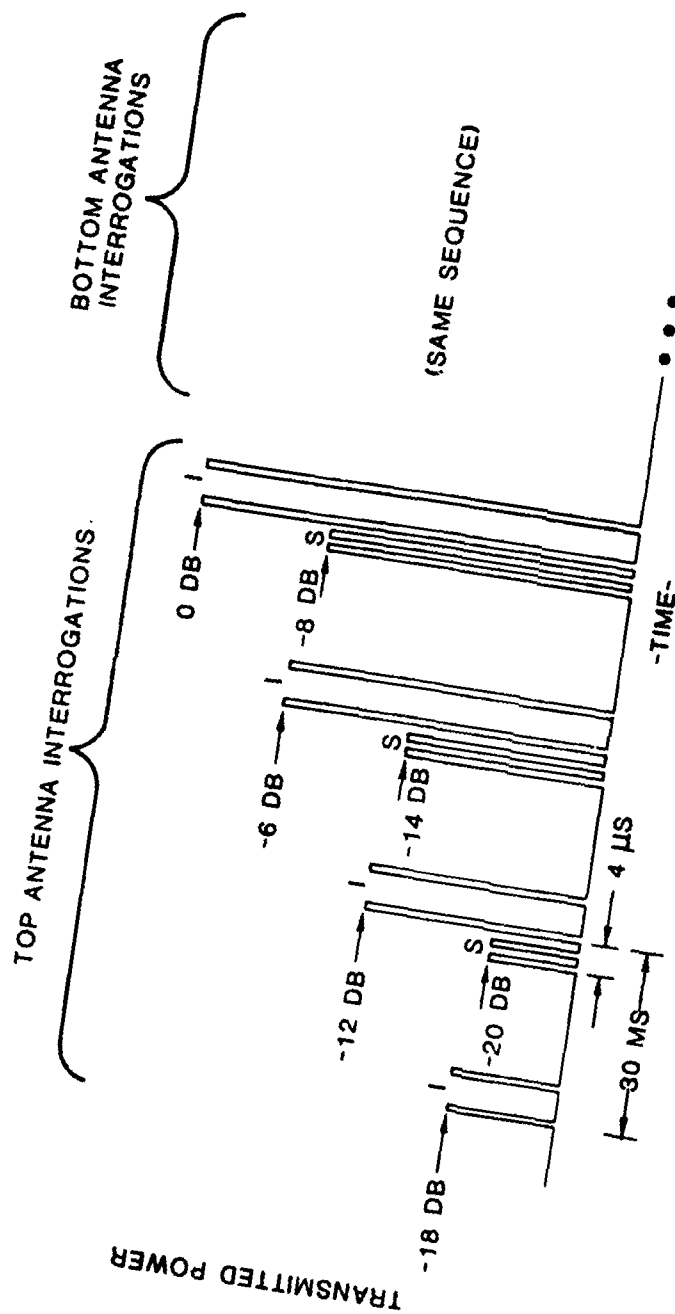 TOP ANTENNA INTERROGATIONS.
BOTTOM ANTENNA
INTERROGATIONS
TRANSMITTED POWER
-18 DB
I
-12 DB
I
-20 DB
S
-6 DB
I
-14 DB
S
0 DB
I
-8 DB
S
(SAME SEQUENCE)
4 µS
30 MS
-TIME-